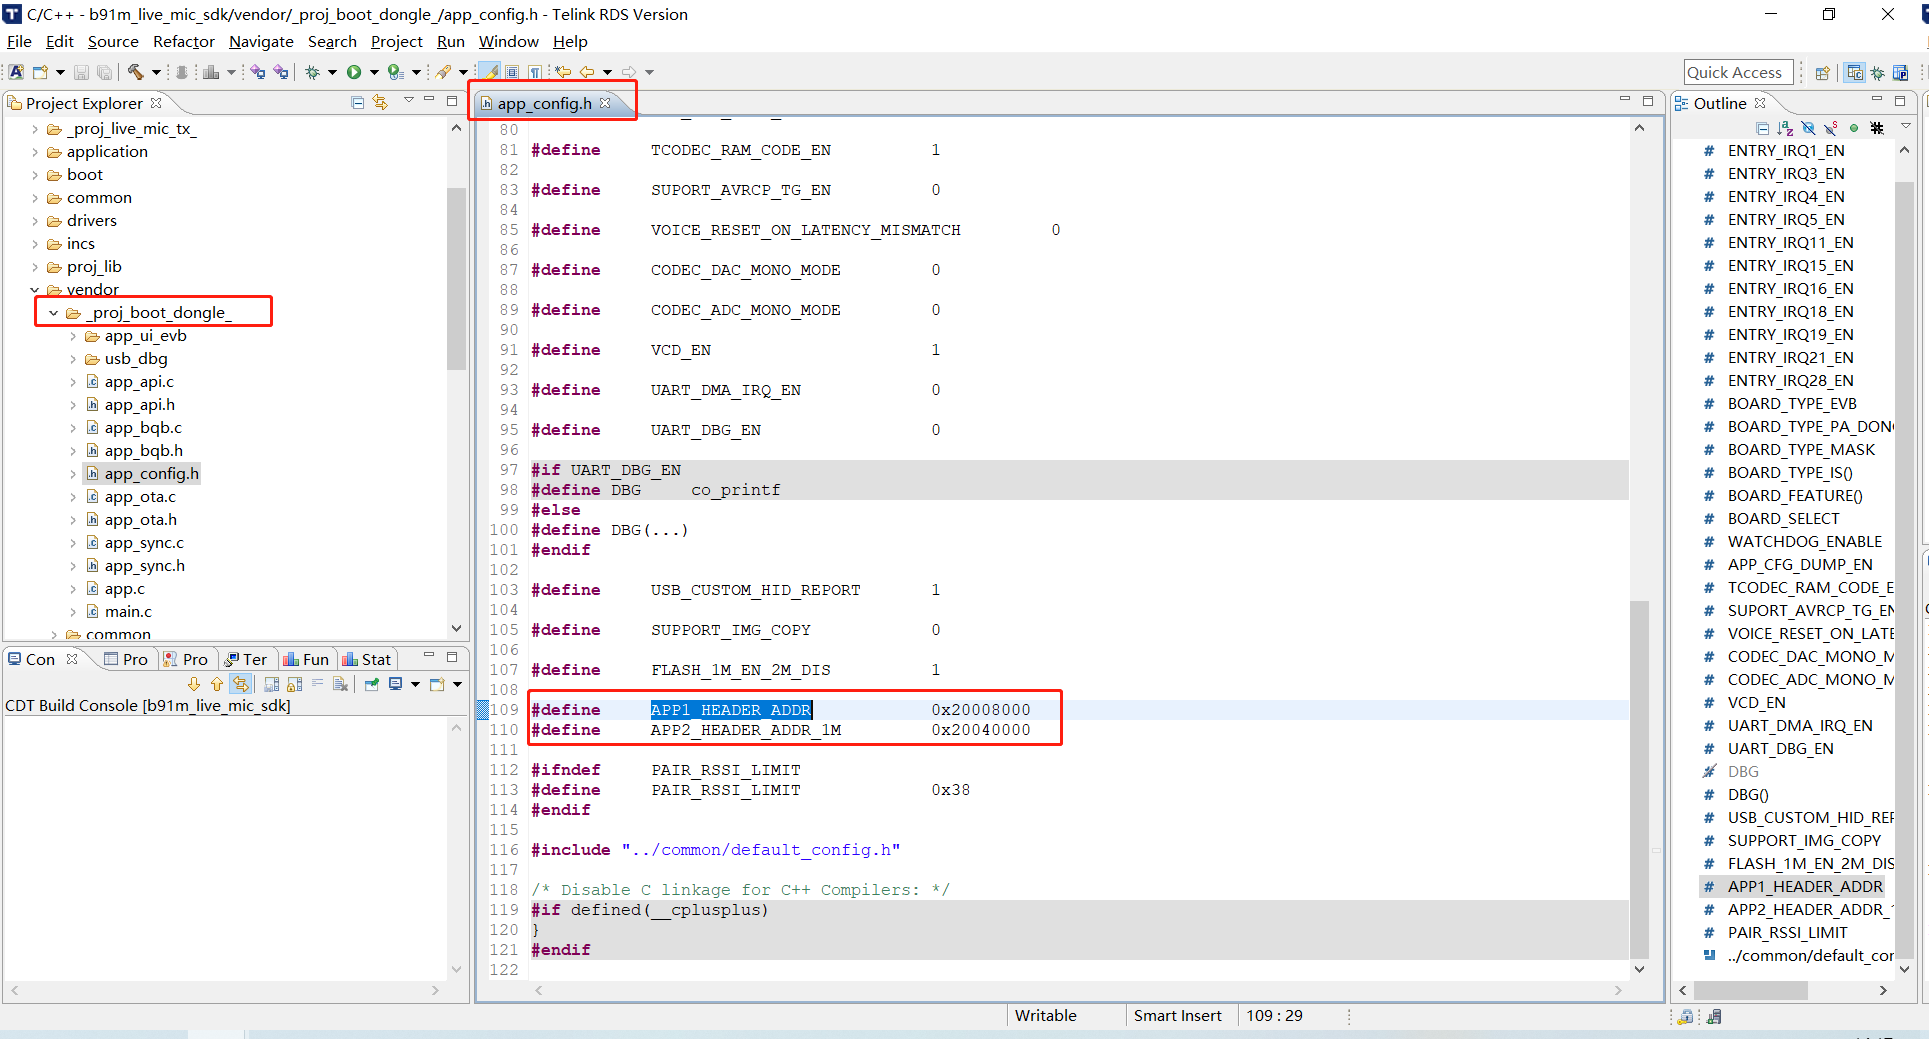 C/C++ - b91m_live_mic_sdk/vendor/_proj_boot_dongle_/app_config.h - Telink RDS Version
File Edit Source Refactor Navigate Search Project Run Window Help
Quick Access
Project Explorer
_proj_live_mic_tx_
application
boot
common
drivers
incs
proj_lib
vendor
_proj_boot_dongle_
app_ui_evb
usb_dbg
app_api.c
app_api.h
app_bqb.c
app_bqb.h
app_config.h
app_ota.c
app_ota.h
app_sync.c
app_sync.h
app.c
main.c
common
Con Pro Pro Ter Fun Stat
CDT Build Console [b91m_live_mic_sdk]
app_config.h
80
81 #define TCODEC_RAM_CODE_EN 1
82
83 #define SUPORT_AVRCP_TG_EN 0
84
85 #define VOICE_RESET_ON_LATENCY_MISMATCH 0
86
87 #define CODEC_DAC_MONO_MODE 0
88
89 #define CODEC_ADC_MONO_MODE 0
90
91 #define VCD_EN 1
92
93 #define UART_DMA_IRQ_EN 0
94
95 #define UART_DBG_EN 0
96
97 #if UART_DBG_EN
98 #define DBG co_printf
99 #else
100 #define DBG(...)
101 #endif
102
103 #define USB_CUSTOM_HID_REPORT 1
104
105 #define SUPPORT_IMG_COPY 0
106
107 #define FLASH_1M_EN_2M_DIS 1
108
109 #define APP1_HEADER_ADDR 0x20008000
110 #define APP2_HEADER_ADDR_1M 0x20040000
111
112 #ifndef PAIR_RSSI_LIMIT
113 #define PAIR_RSSI_LIMIT 0x38
114 #endif
115
116 #include "../common/default_config.h"
117
118 /* Disable C linkage for C++ Compilers: */
119 #if defined(__cplusplus)
120 }
121 #endif
122
Outline
# ENTRY_IRQ1_EN
# ENTRY_IRQ3_EN
# ENTRY_IRQ4_EN
# ENTRY_IRQ5_EN
# ENTRY_IRQ11_EN
# ENTRY_IRQ15_EN
# ENTRY_IRQ16_EN
# ENTRY_IRQ18_EN
# ENTRY_IRQ19_EN
# ENTRY_IRQ21_EN
# ENTRY_IRQ28_EN
# BOARD_TYPE_EVB
# BOARD_TYPE_PA_DON
# BOARD_TYPE_MASK
# BOARD_TYPE_IS()
# BOARD_FEATURE()
# BOARD_SELECT
# WATCHDOG_ENABLE
# APP_CFG_DUMP_EN
# TCODEC_RAM_CODE_E
# SUPORT_AVRCP_TG_EN
# VOICE_RESET_ON_LATE
# CODEC_DAC_MONO_M
# CODEC_ADC_MONO_M
# VCD_EN
# UART_DMA_IRQ_EN
# UART_DBG_EN
# DBG
# DBG()
# USB_CUSTOM_HID_REP
# SUPPORT_IMG_COPY
# FLASH_1M_EN_2M_DIS
# APP1_HEADER_ADDR
# APP2_HEADER_ADDR_
# PAIR_RSSI_LIMIT
../common/default_cor
Writable Smart Insert 109 : 29